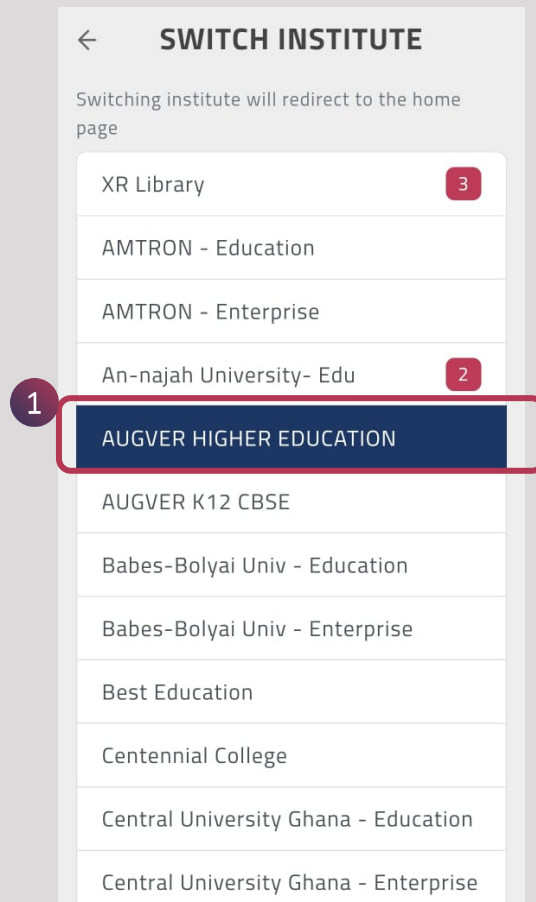 SWITCH INSTITUTE
Switching institute will redirect to the home
page
XR Library 3
AMTRON - Education
AMTRON - Enterprise
An-najah University- Edu 2
1
AUGVER HIGHER EDUCATION
AUGVER K12 CBSE
Babes-Bolyai Univ - Education
Babes-Bolyai Univ - Enterprise
Best Education
Centennial College
Central University Ghana - Education
Central University Ghana - Enterprise